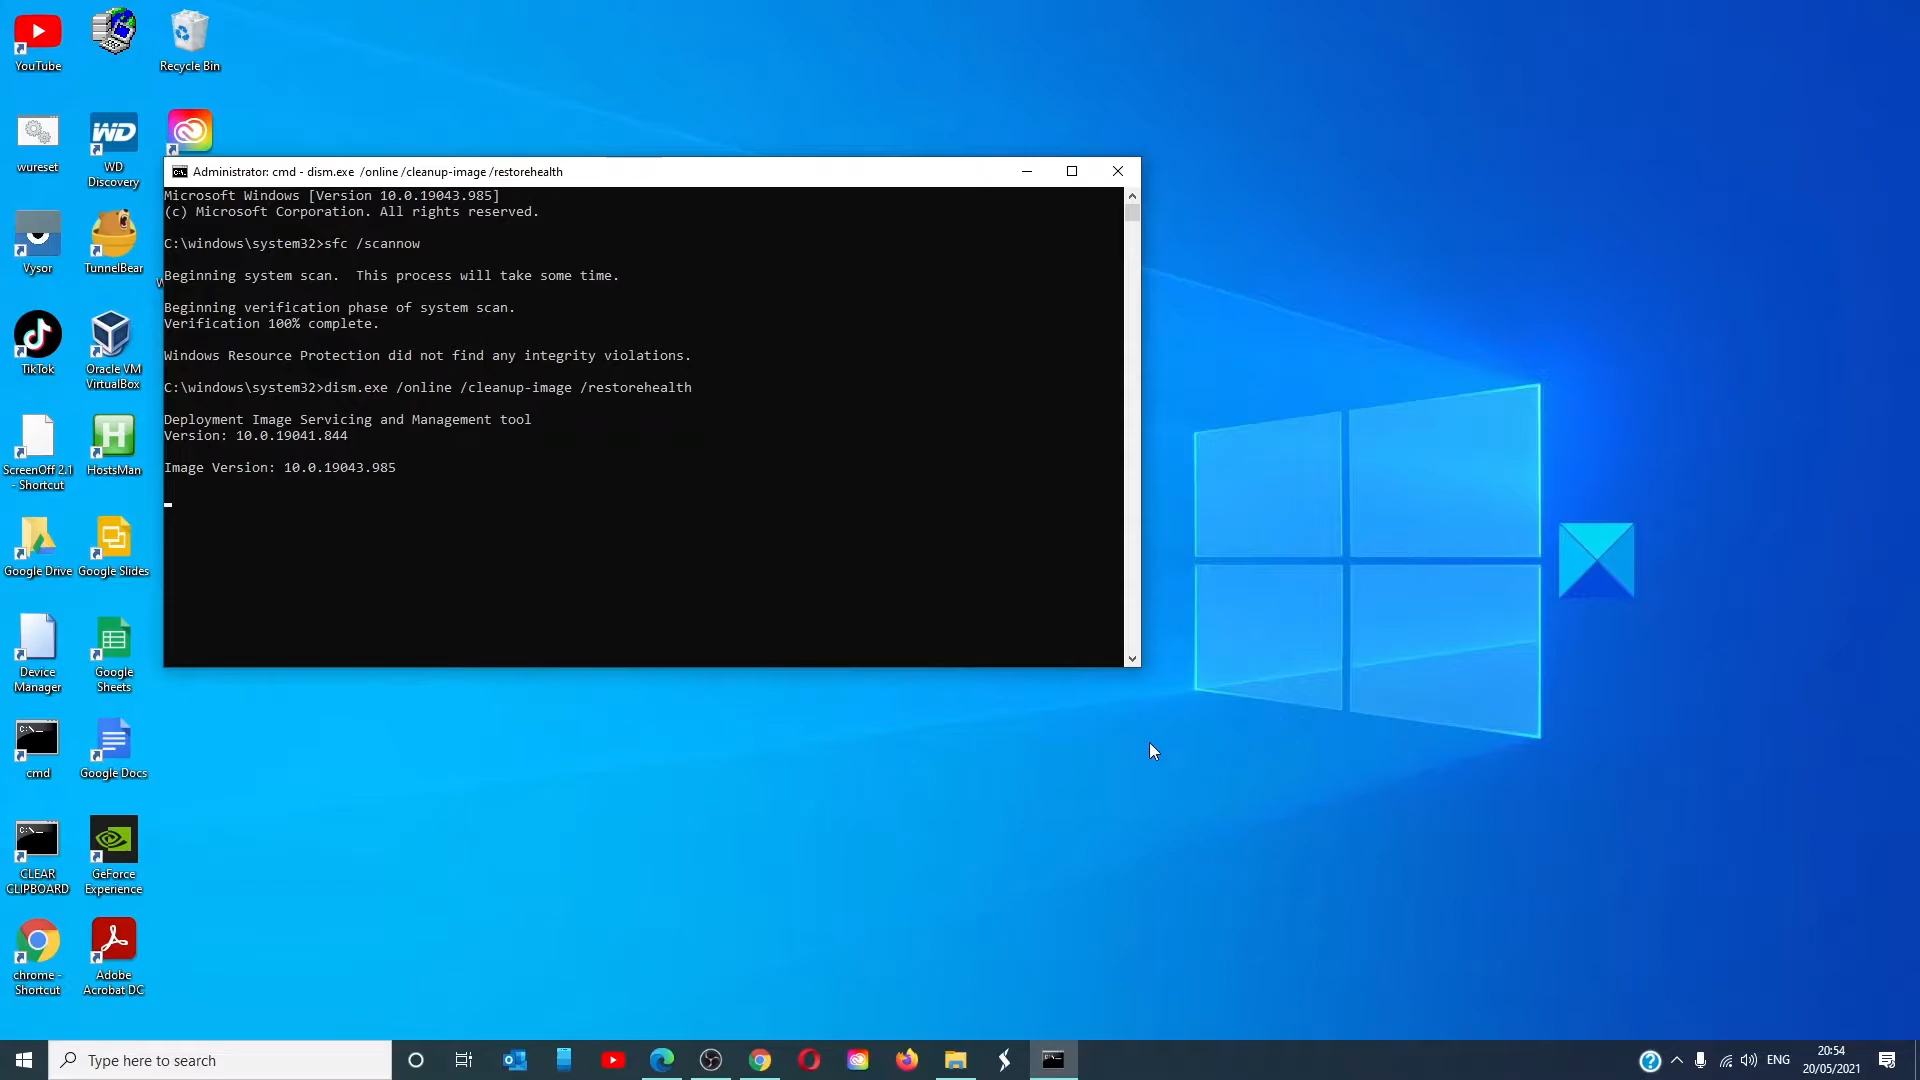 YouTube
Recycle Bin
wureset
WD
WD
Discovery
Vysor
TunnelBear
TikTok
Oracle VM
VirtualBox
ScreenOff 2.1
- Shortcut
H
HostsMan
Google Drive
Google Slides
Device
Manager
Google
Sheets
C:\_
cmd
Google Docs
C:\_
CLEAR
CLIPBOARD
GeForce
Experience
chrome -
Shortcut
Adobe
Acrobat DC
Administrator: cmd - dism.exe /online /cleanup-image /restorehealth
Microsoft Windows [Version 10.0.19043.985]
(c) Microsoft Corporation. All rights reserved.
C:\windows\system32>sfc /scannow
Beginning system scan.  This process will take some time.
Beginning verification phase of system scan.
Verification 100% complete.
Windows Resource Protection did not find any integrity violations.
C:\windows\system32>dism.exe /online /cleanup-image /restorehealth
Deployment Image Servicing and Management tool
Version: 10.0.19041.844
Image Version: 10.0.19043.985
Type here to search
ENG
20:54
20/05/2021